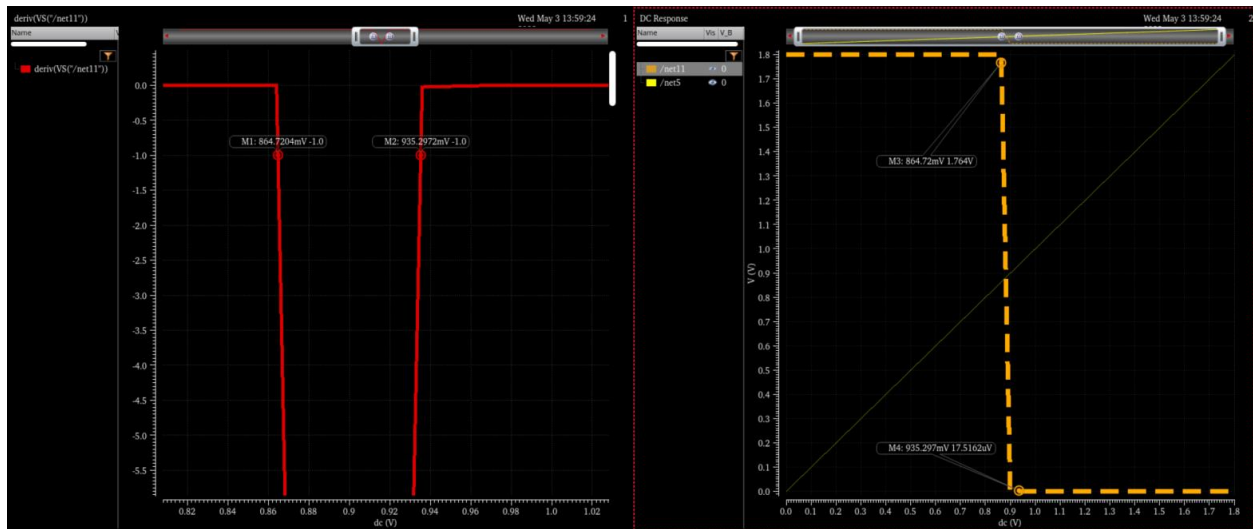 deriv(VS("/net11"))
Wed May 3 13:59:24
1
Name
V
deriv(VS("/net11"))
0.0
-0.5
-1.0
-1.5
-2.0
-2.5
-3.0
-3.5
-4.0
-4.5
-5.0
-5.5
M1: 864.7204mV -1.0
M2: 935.2972mV -1.0
0.82 0.84 0.86 0.88 0.9 0.92 0.94 0.96 0.98 1.0 1.02
dc (V)
DC Response
Wed May 3 13:59:24
2
Name Vis V_B
/net11 0
/net5 0
V (V)
1.8
1.7
1.6
1.5
1.4
1.3
1.2
1.1
1.0
0.9
0.8
0.7
0.6
0.5
0.4
0.3
0.2
0.1
0.0
M3: 864.72mV 1.764V
M4: 935.297mV 17.5162uV
0.0 0.1 0.2 0.3 0.4 0.5 0.6 0.7 0.8 0.9 1.0 1.1 1.2 1.3 1.4 1.5 1.6 1.7 1.8
dc (V)